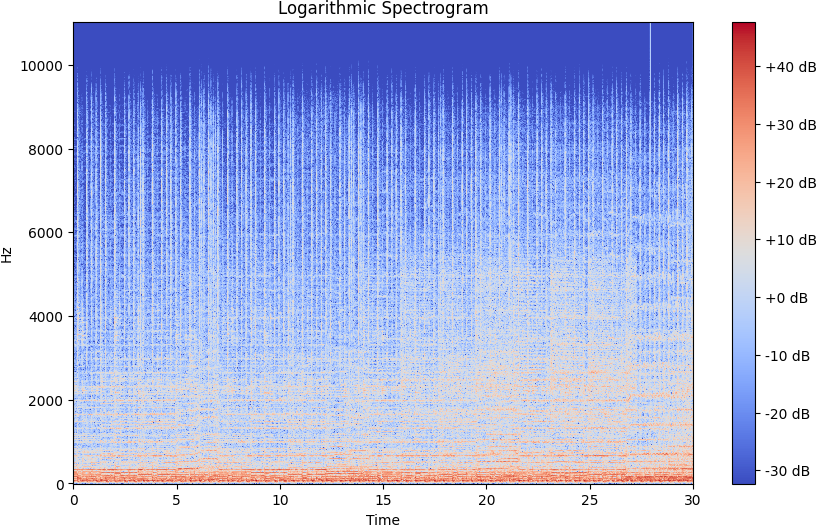 Logarithmic Spectrogram
Hz
10000
8000
6000
4000
2000
0
0 5 10 15 20 25 30
Time
+40 dB
+30 dB
+20 dB
+10 dB
+0 dB
-10 dB
-20 dB
-30 dB